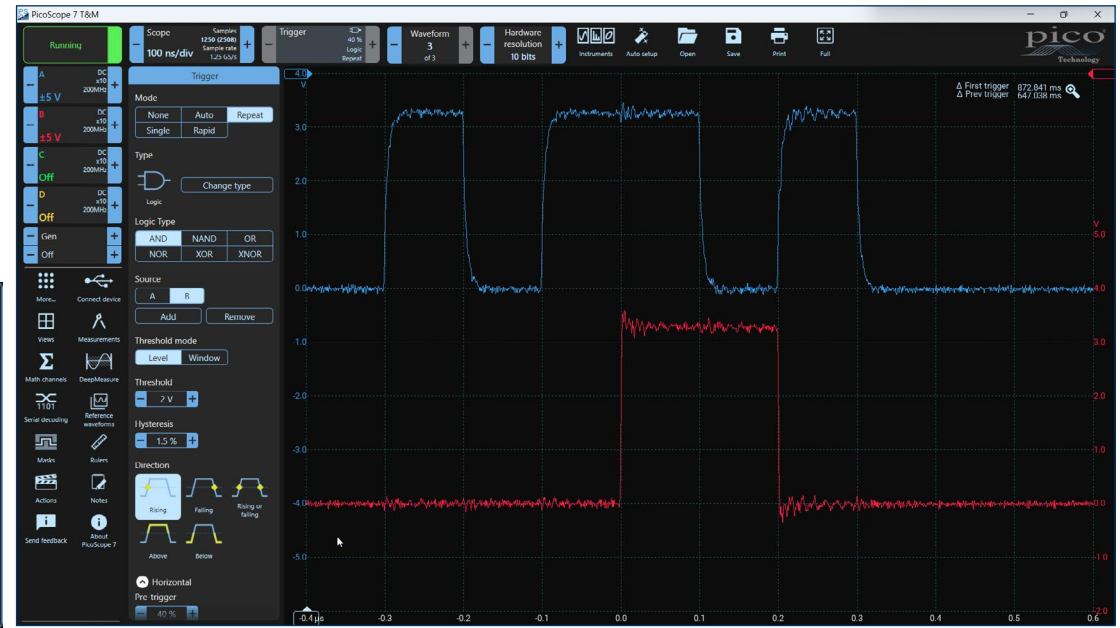 PicoScope 7 T&M
Running
Scope
100 ns/div
Samples
1250 (2508)
Sample rate
1.25 GS/s
Trigger
40 %
Logic
Repeat
Waveform
3
of 3
Hardware
resolution
10 bits
Instruments
Auto setup
Open
Save
Print
Full
pico
Technology
A
DC
x10
200MHz
±5 V
B
DC
x10
200MHz
±5 V
C
DC
x10
200MHz
Off
D
DC
x10
200MHz
Off
Gen
Off
More...
Connect device
Views
Measurements
Math channels
DeepMeasure
1101
Serial decoding
Reference
waveforms
Masks
Rulers
Actions
Notes
Send feedback
About
PicoScope 7
Trigger
Mode
None Auto Repeat
Single Rapid
Type
Logic
Change type
Logic Type
AND NAND OR
NOR XOR XNOR
Source
A B
Add Remove
Threshold mode
Level Window
Threshold
2 V
Hysteresis
1.5 %
Direction
Rising Falling Rising or
falling
Above Below
Horizontal
Pre-trigger
40 %
4.0
V
3.0
2.0
1.0
0.0
-1.0
-2.0
-3.0
-4.0
-5.0
Δ First trigger 872.841 ms
Δ Prev trigger 647.038 ms
V
5.0
4.0
3.0
2.0
1.0
0.0
-1.0
-2.0
-0.4 µs -0.3 -0.2 -0.1 0.0 0.1 0.2 0.3 0.4 0.5 0.6